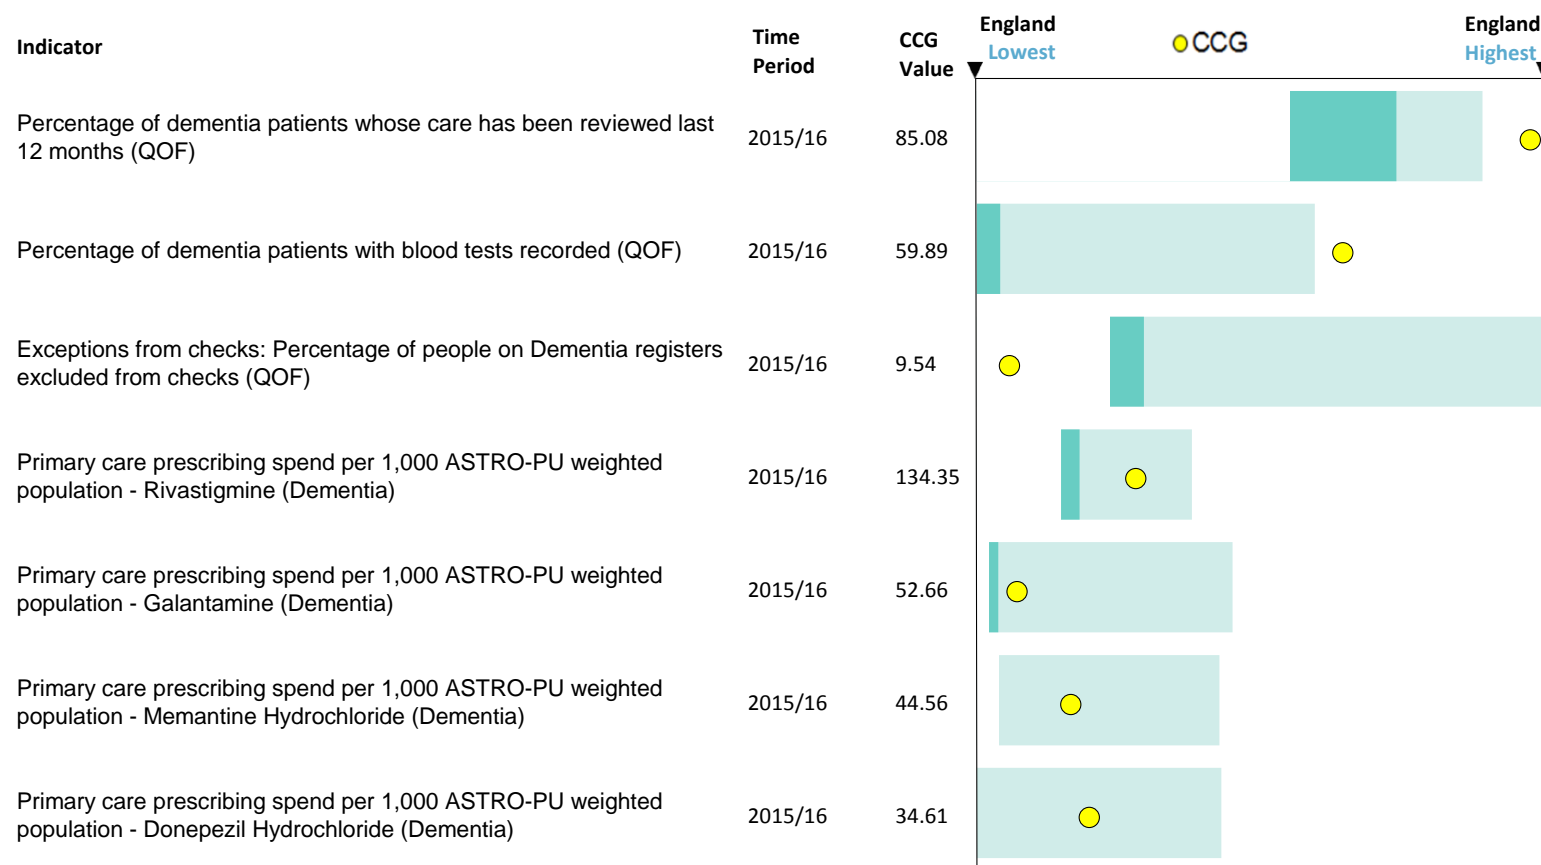 Indicator
Time
Period
CCG
Value
England
Lowest
CCG
England
Highest
Percentage of dementia patients whose care has been reviewed last
12 months (QOF)
2015/16
85.08
Percentage of dementia patients with blood tests recorded (QOF)
2015/16
59.89
Exceptions from checks: Percentage of people on Dementia registers
excluded from checks (QOF)
2015/16
9.54
Primary care prescribing spend per 1,000 ASTRO-PU weighted
population - Rivastigmine (Dementia)
2015/16
134.35
Primary care prescribing spend per 1,000 ASTRO-PU weighted
population - Galantamine (Dementia)
2015/16
52.66
Primary care prescribing spend per 1,000 ASTRO-PU weighted
population - Memantine Hydrochloride (Dementia)
2015/16
44.56
Primary care prescribing spend per 1,000 ASTRO-PU weighted
population - Donepezil Hydrochloride (Dementia)
2015/16
34.61